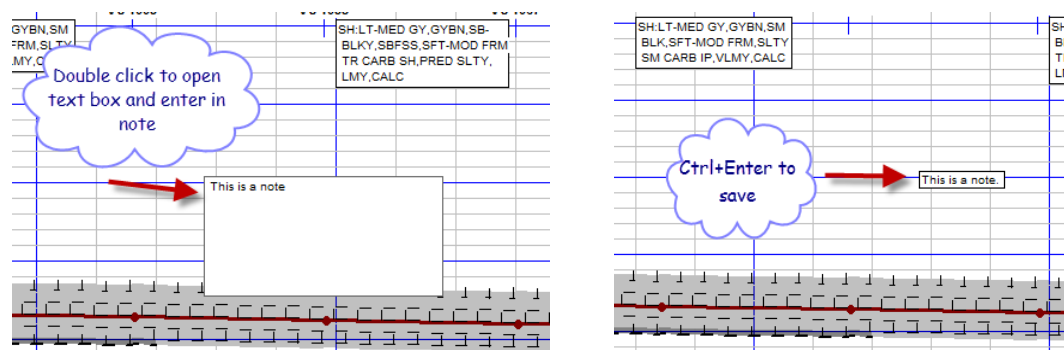 GYBN,SM
FRM,SLTY
SH:LT-MED GY,GYBN,SB-
BLKY,SBFSS,SFT-MOD FRM
TR CARB SH,PRED SLTY,
LMY,CALC
Double click to open
text box and enter in
note
This is a note
SH:LT-MED GY,GYBN,SM
BLK,SFT-MOD FRM,SLTY
SM CARB IP,VLMY,CALC
Ctrl+Enter to
save
This is a note.